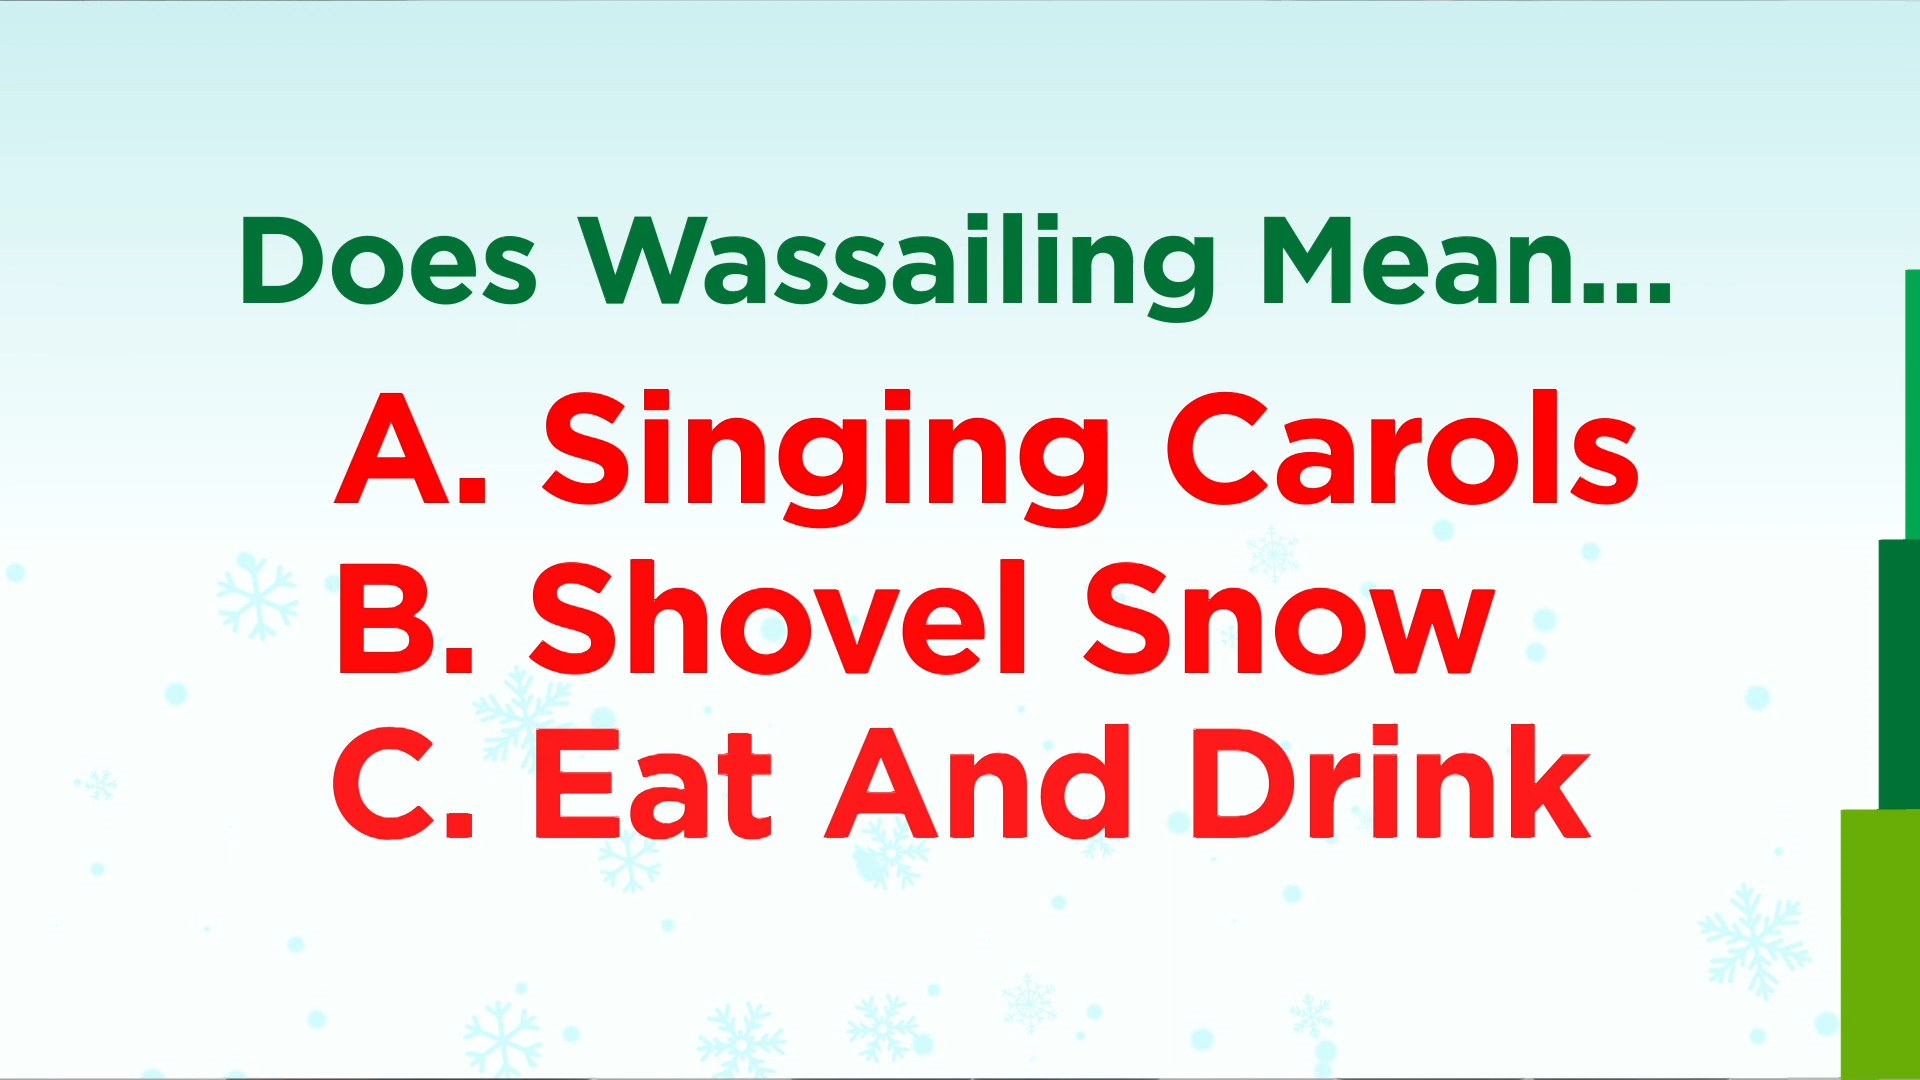 Does Wassailing Mean...
A. Singing Carols
B. Shovel Snow
C. Eat And Drink